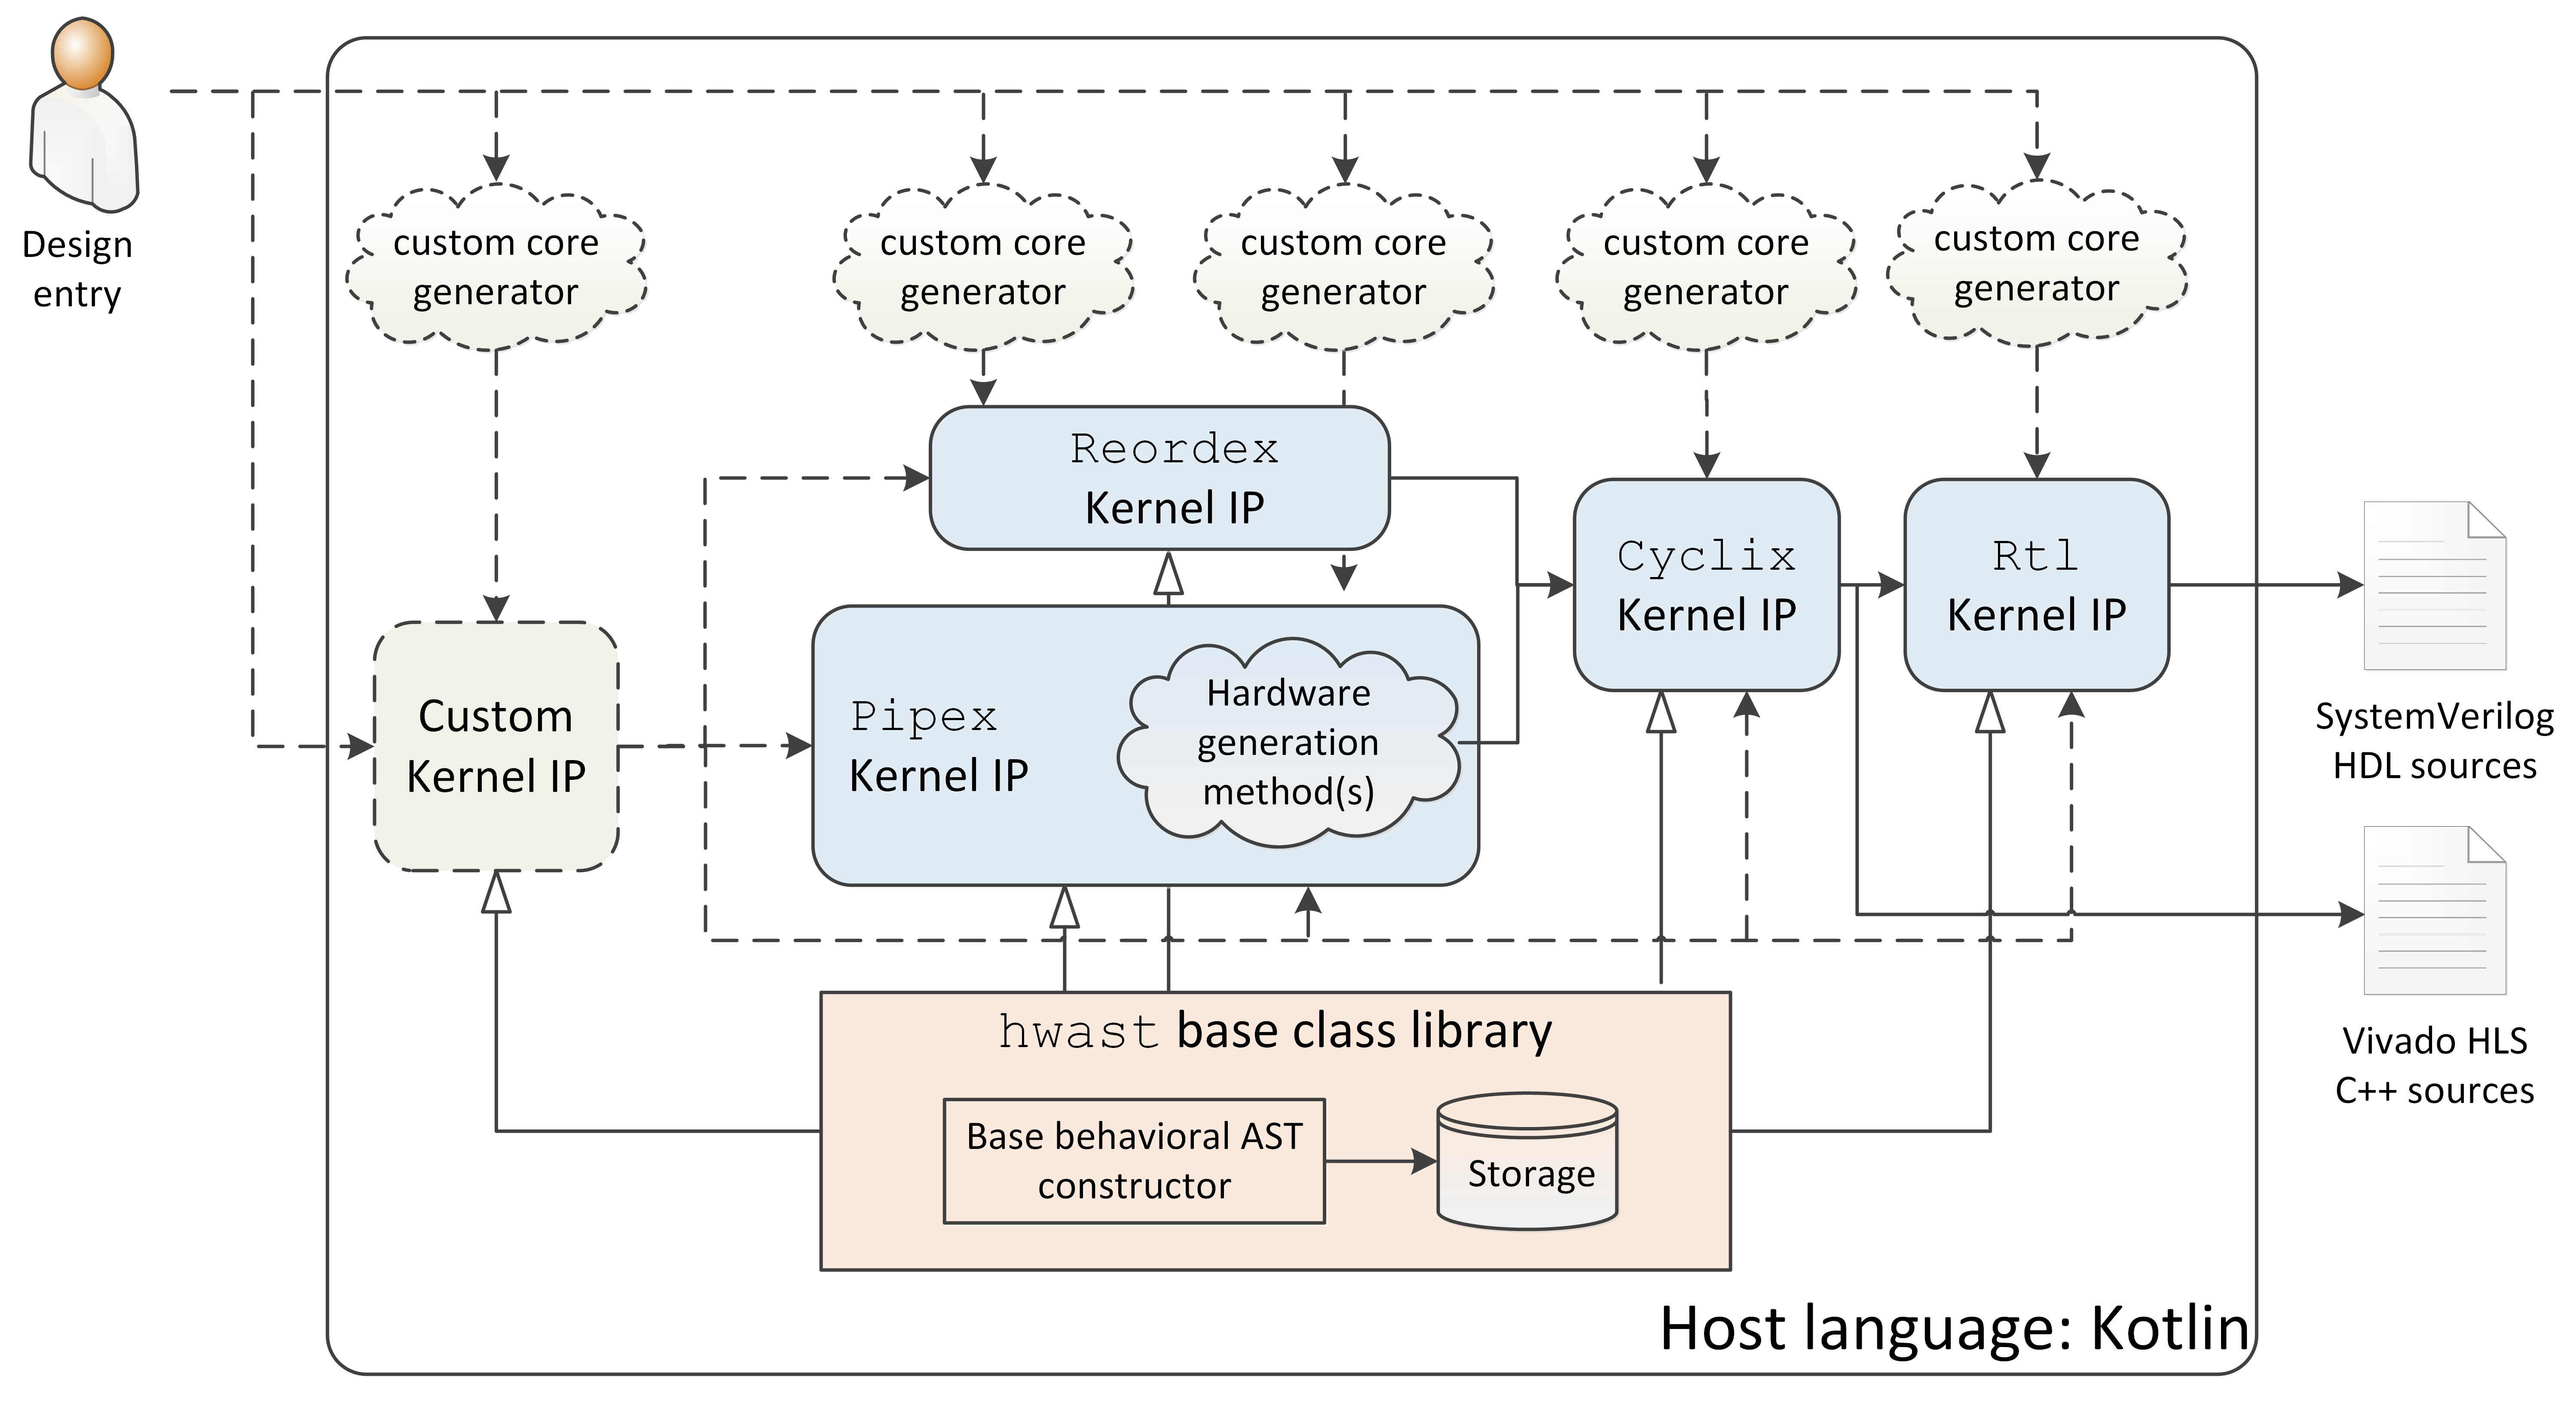 Design
entry
custom core
generator
custom core
generator
custom core
generator
custom core
generator
custom core
generator
Reordex
Kernel IP
Cyclix
Kernel IP
Rtl
Kernel IP
Custom
Kernel IP
Pipex
Kernel IP
Hardware
generation
method(s)
SystemVerilog
HDL sources
Vivado HLS
C++ sources
hwast base class library
Base behavioral AST
constructor
Storage
Host language: Kotlin